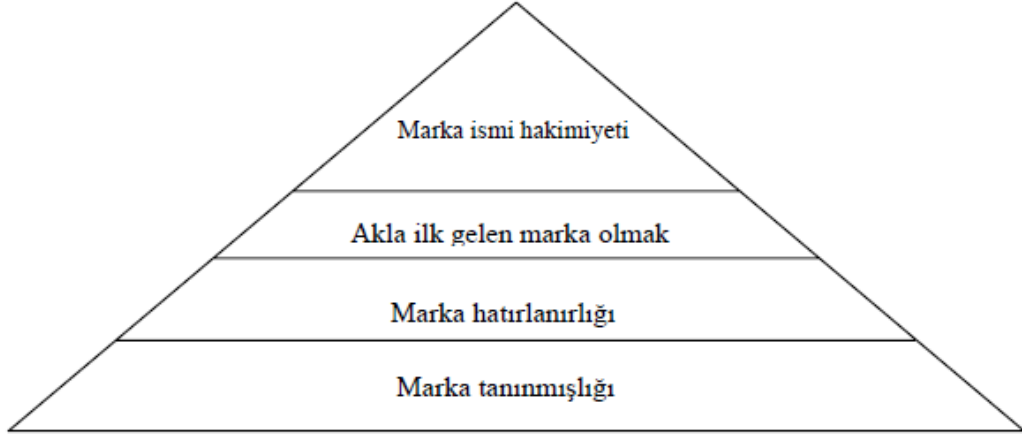 Marka ismi hakimiyeti
Akla ilk gelen marka olmak
Marka hatırlanırlığı
Marka tanınmışlığı